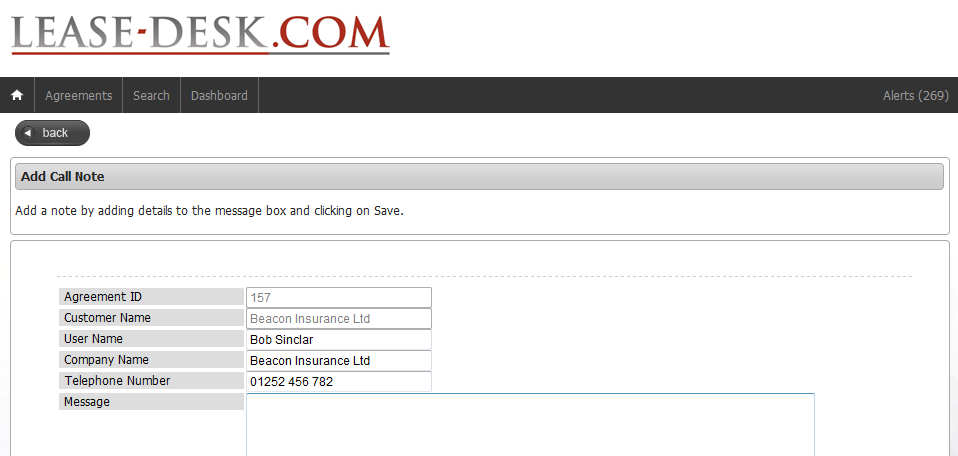 LEASE-DESK.COM
Agreements Search Dashboard Alerts (269)
back
Add Call Note
Add a note by adding details to the message box and clicking on Save.
Agreement ID 157
Customer Name Beacon Insurance Ltd
User Name Bob Sinclar
Company Name Beacon Insurance Ltd
Telephone Number 01252 456 782
Message